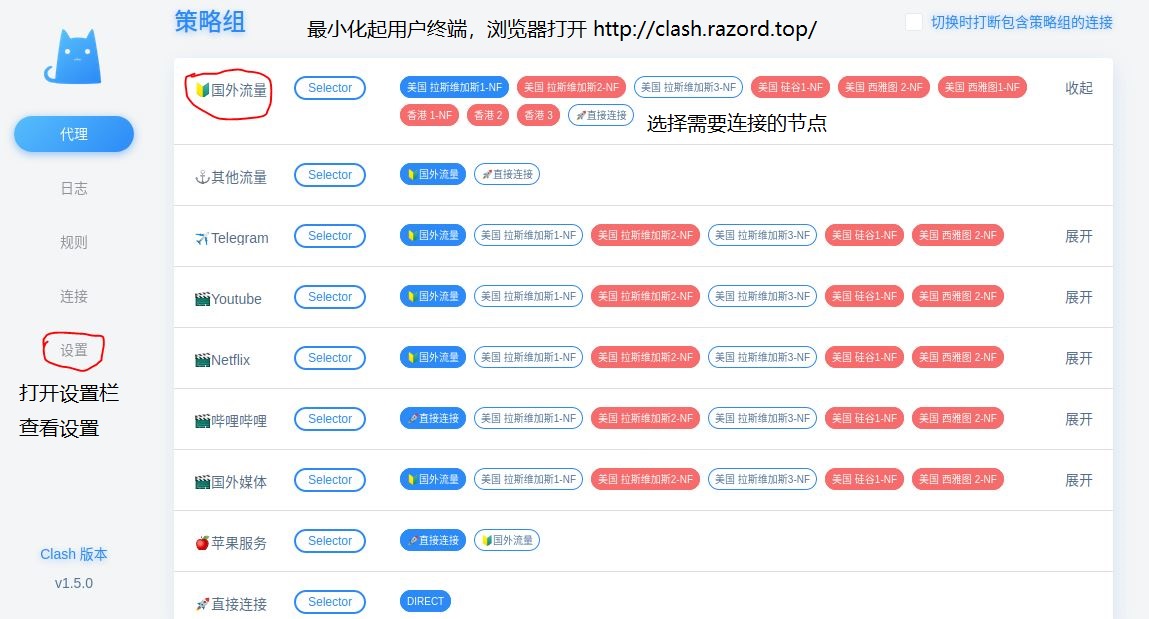 策略组
最小化起用户终端，浏览器打开 http://clash.razord.top/
切换时打断包含策略组的连接
代理
日志
规则
连接
设置
打开设置栏
查看设置
Clash 版本
v1.5.0
国外流量 Selector 美国 拉斯维加斯1-NF 美国 拉斯维加斯2-NF 美国 拉斯维加斯3-NF 美国 硅谷1-NF 美国 西雅图 2-NF 美国 西雅图1-NF 收起
香港 1-NF 香港 2 香港 3 直接连接 选择需要连接的节点
其他流量 Selector 国外流量 直接连接
Telegram Selector 国外流量 美国 拉斯维加斯1-NF 美国 拉斯维加斯2-NF 美国 拉斯维加斯3-NF 美国 硅谷1-NF 美国 西雅图 2-NF 展开
Youtube Selector 国外流量 美国 拉斯维加斯1-NF 美国 拉斯维加斯2-NF 美国 拉斯维加斯3-NF 美国 硅谷1-NF 美国 西雅图 2-NF 展开
Netflix Selector 国外流量 美国 拉斯维加斯1-NF 美国 拉斯维加斯2-NF 美国 拉斯维加斯3-NF 美国 硅谷1-NF 美国 西雅图 2-NF 展开
哔哩哔哩 Selector 直接连接 美国 拉斯维加斯1-NF 美国 拉斯维加斯2-NF 美国 拉斯维加斯3-NF 美国 硅谷1-NF 美国 西雅图 2-NF 展开
国外媒体 Selector 国外流量 美国 拉斯维加斯1-NF 美国 拉斯维加斯2-NF 美国 拉斯维加斯3-NF 美国 硅谷1-NF 美国 西雅图 2-NF 展开
苹果服务 Selector 直接连接 国外流量
直接连接 Selector DIRECT